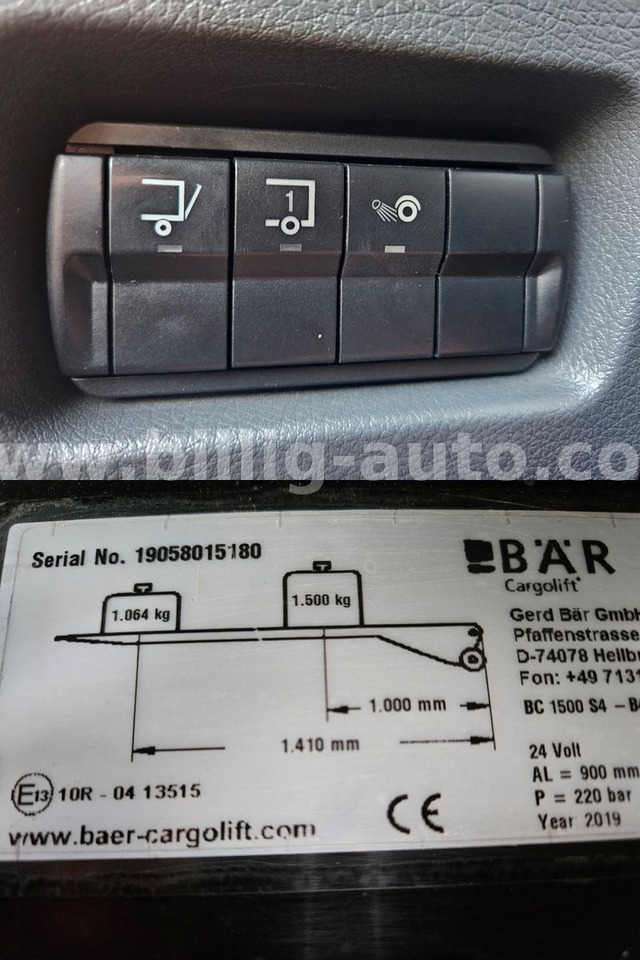 1
www.billig-auto.co
Serial No. 19058015180
BÄR
Cargolift
1.064 kg
1.500 kg
Gerd Bär GmbH
Pfaffenstrasse
D-74078 Heilbr
Fon: +49 7131
1.000 mm
BC 1500 S4 - B
1.410 mm
24 Volt
AL = 900 mm
P = 220 bar
Year 2019
E13 10R - 04 13515
CE
www.baer-cargolift.com